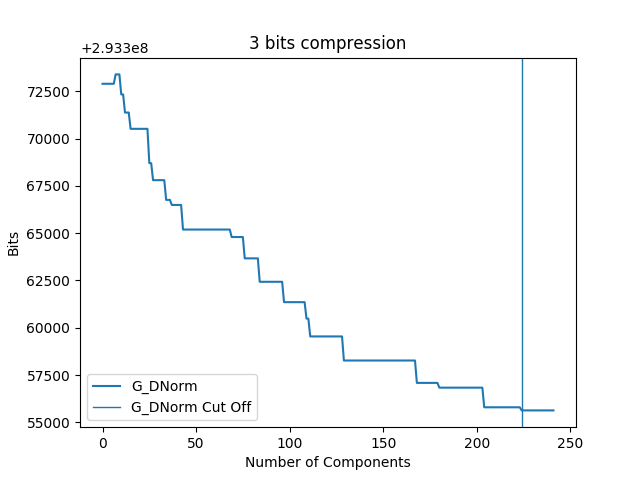 3 bits compression
+2.933e8
72500
70000
67500
65000
62500
60000
57500
55000
Bits
G_DNorm
G_DNorm Cut Off
0 50 100 150 200 250
Number of Components